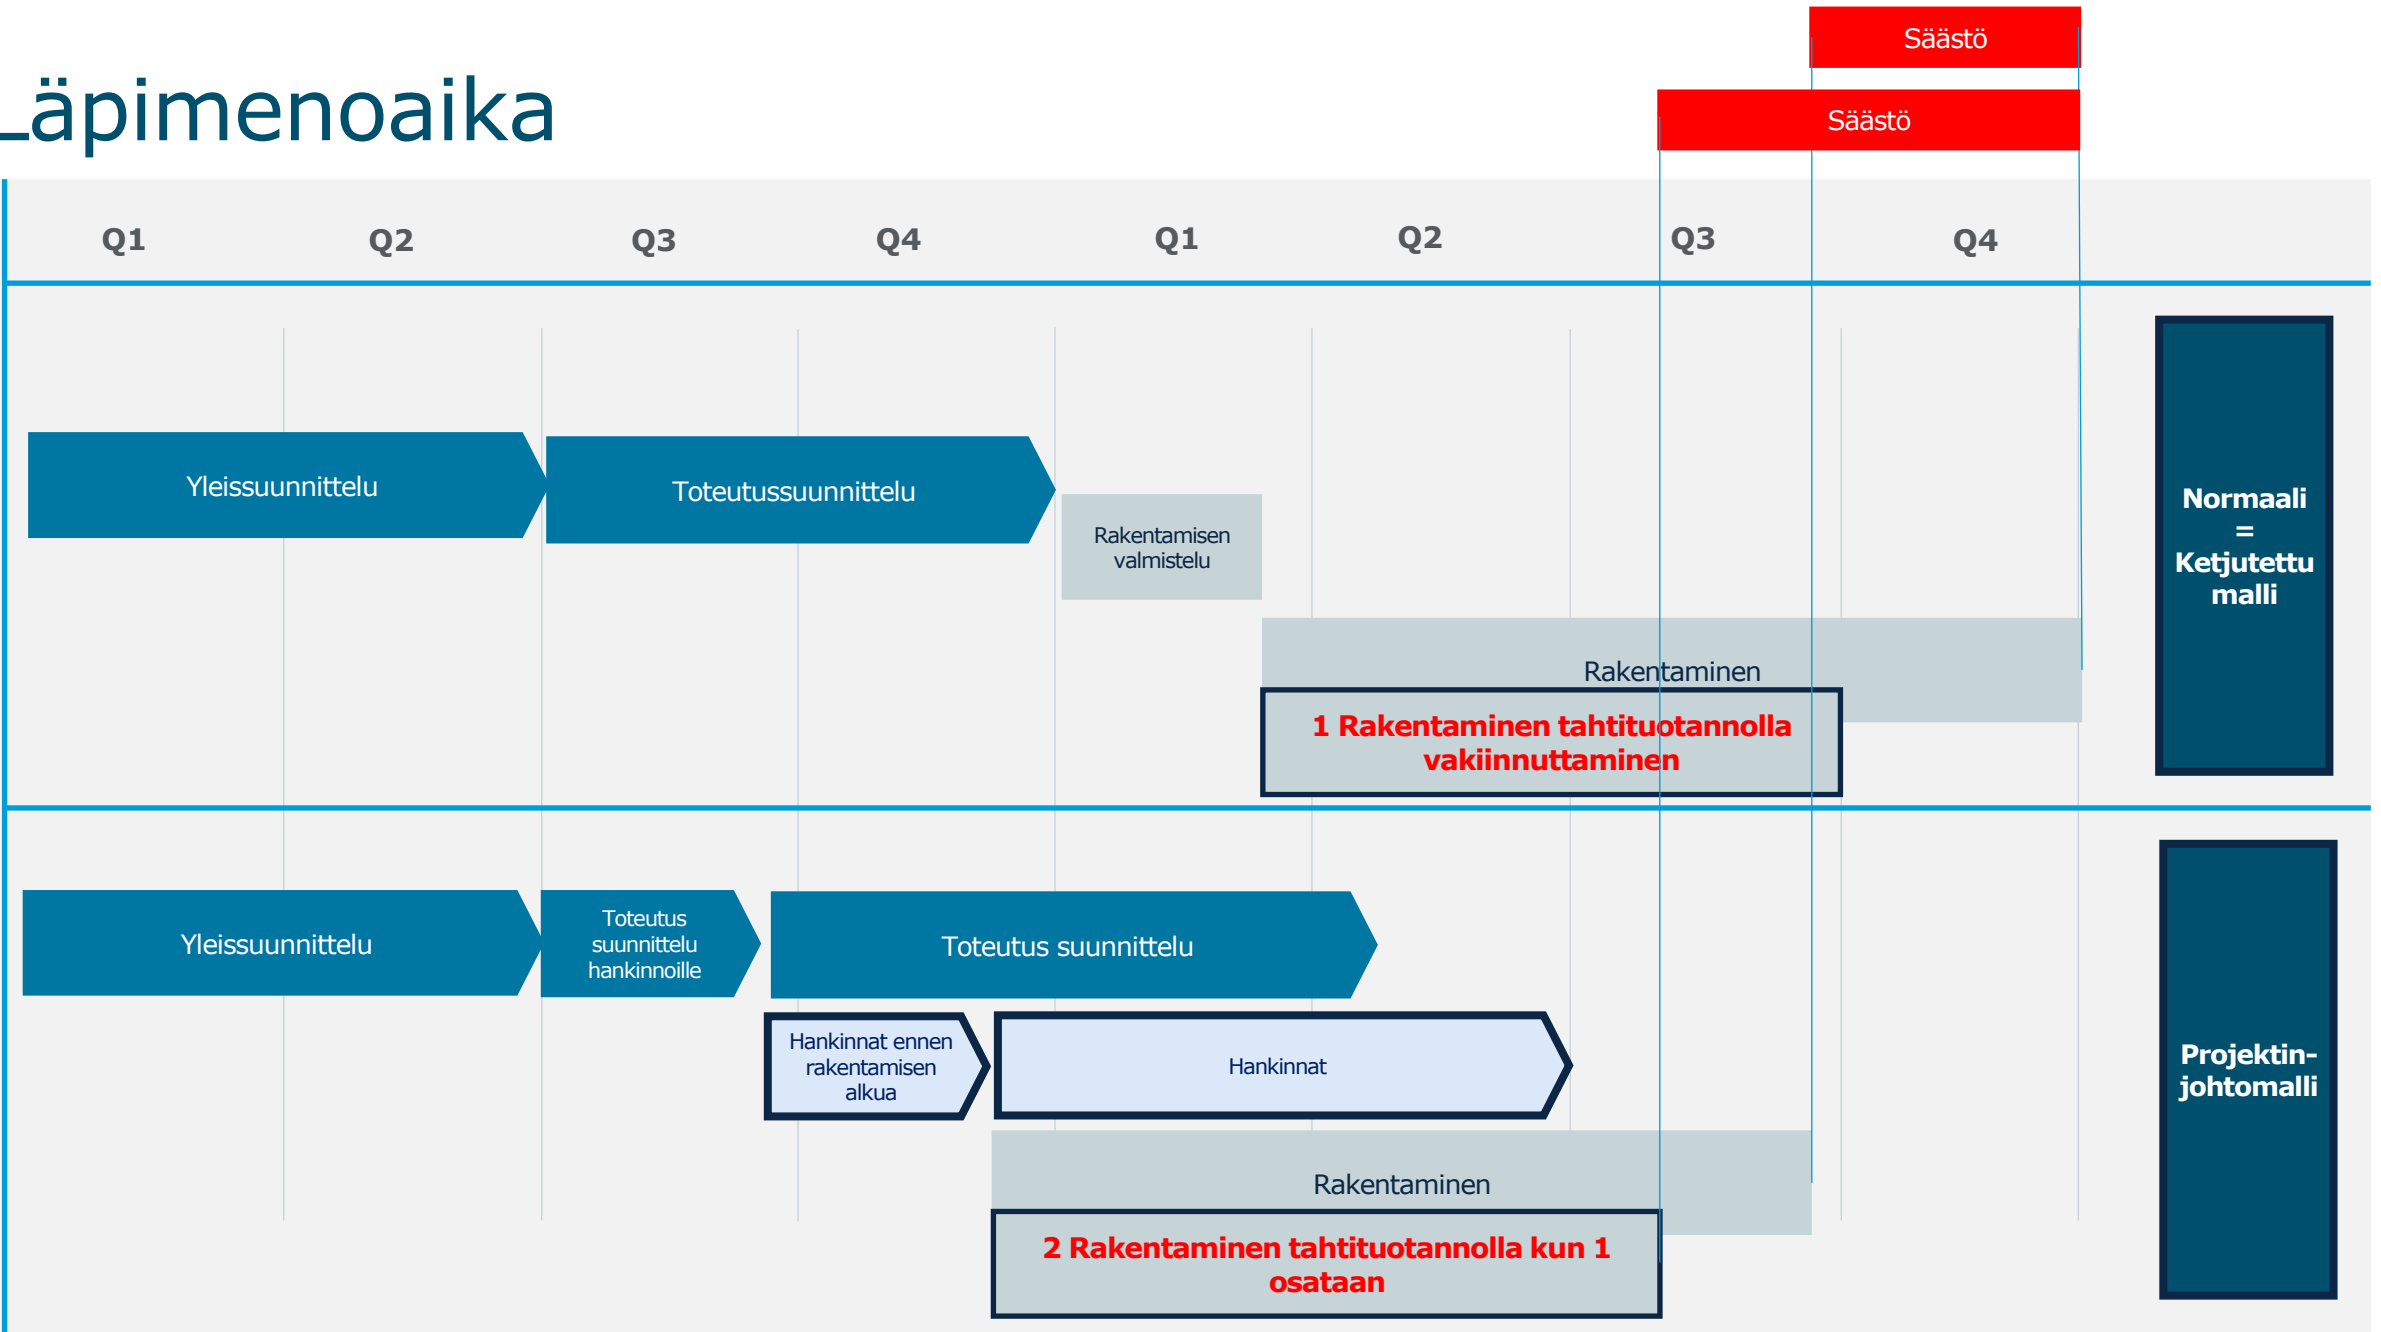 Säästö
Läpimenoaika
Säästö
Q1 Q2 Q3 Q4 Q1 Q2 Q3 Q4
Yleissuunnittelu
Toteutussuunnittelu
Rakentamisen
valmistelu
Rakentaminen
1 Rakentaminen tahtituotannolla
vakiinnuttaminen
Normaali
=
Ketjutettu
malli
Yleissuunnittelu
Toteutus
suunnittelu
hankinnoille
Toteutus suunnittelu
Hankinnat ennen
rakentamisen
alkua
Hankinnat
Rakentaminen
2 Rakentaminen tahtituotannolla kun 1
osataan
Projektin-
johtomalli